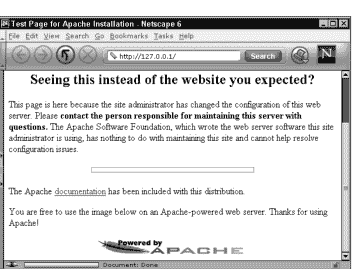 Test Page for Apache Installation - Netscape 6
File Edit View Search Go Bookmarks Tasks Help
http://127.0.0.1/ Search N
Seeing this instead of the website you expected?
This page is here because the site administrator has changed the configuration of this web
server. Please contact the person responsible for maintaining this server with
questions. The Apache Software Foundation, which wrote the web server software this site
administrator is using, has nothing to do with maintaining this site and cannot help resolve
configuration issues.
The Apache documentation has been included with this distribution.
You are free to use the image below on an Apache-powered web server. Thanks for using
Apache!
Powered by
APACHE
Document: Done